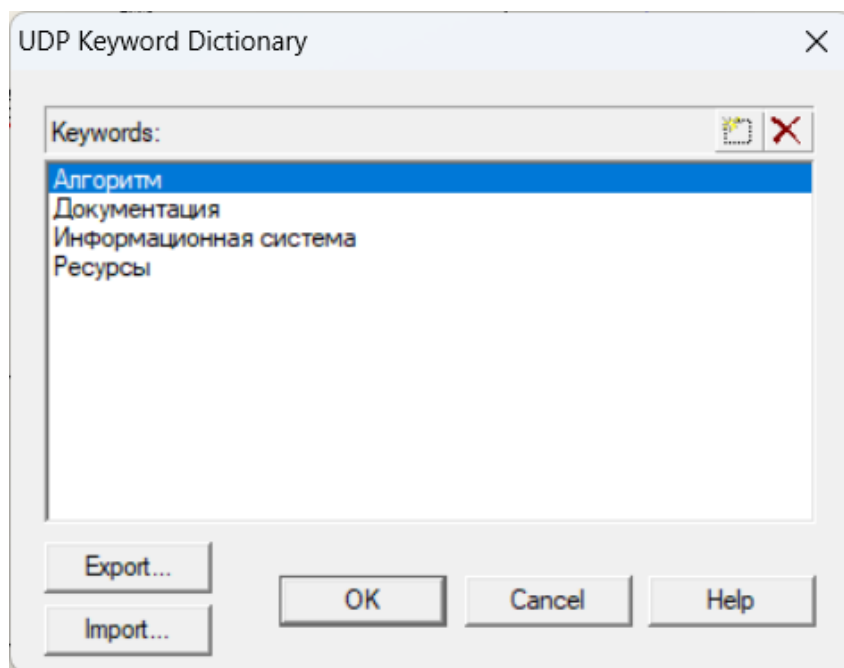 UDP Keyword Dictionary
Keywords:
Алгоритм
Документация
Информационная система
Ресурсы
Export...
OK
Cancel
Help
Import...